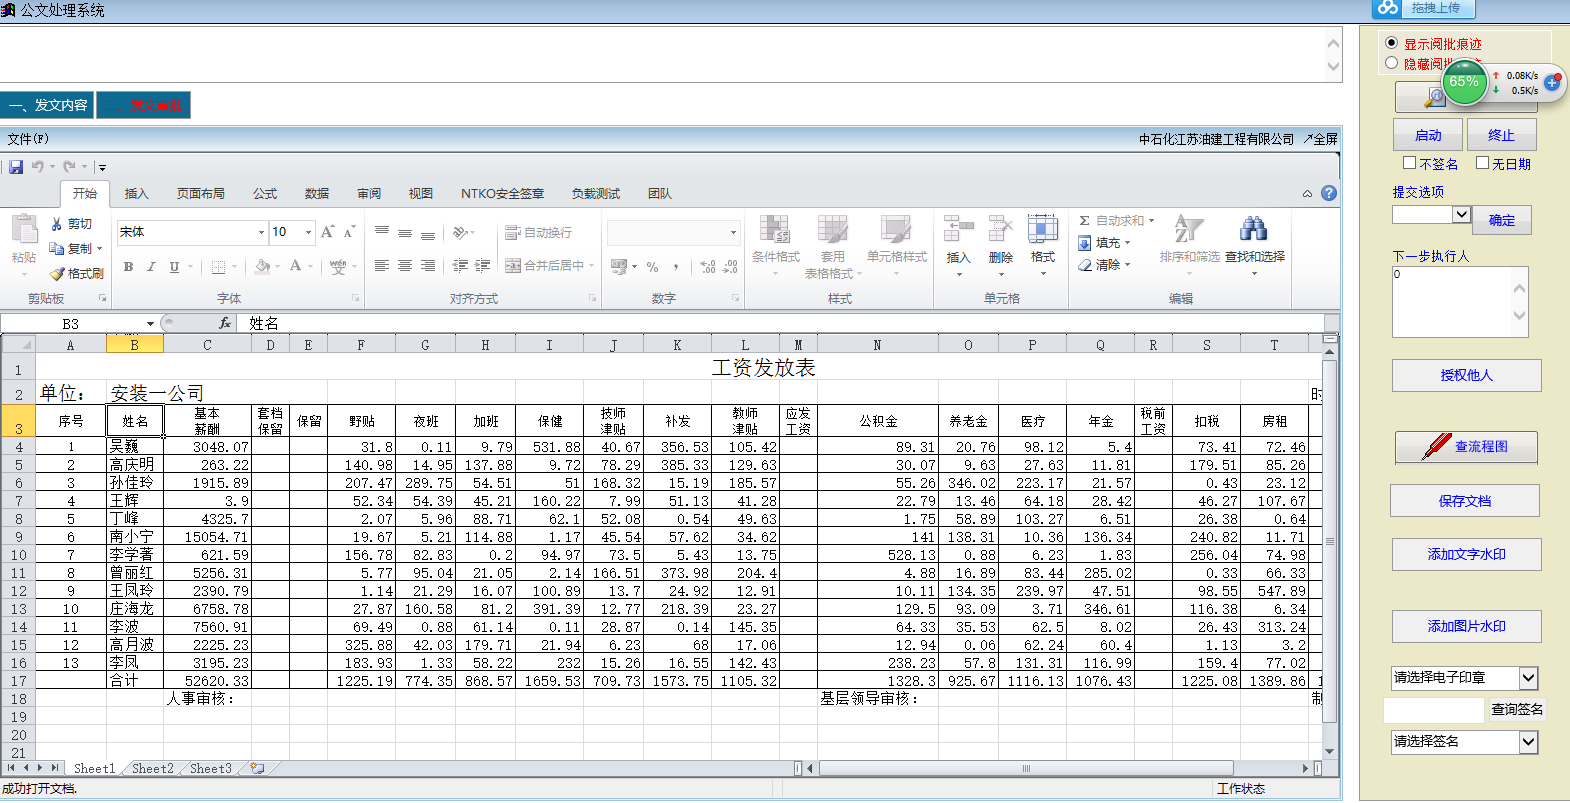 公文处理系统
拖拽上传
显示阅批痕迹
隐藏阅批
65%
0.08K/s
0.5K/s
一、发文内容
二、发文审批
文件(F)
中石化江苏油建工程有限公司 全屏
启动 终止
不签名 无日期
提交选项
确定
下一步执行人
0
授权他人
查流程图
保存文档
添加文字水印
添加图片水印
请选择电子印章
查询签名
请选择签名
开始 插入 页面布局 公式 数据 审阅 视图 NTKO安全签章 负载测试 团队
粘贴 剪切 复制 格式刷
剪贴板
宋体 10
B I U
字体
自动换行
合并后居中
对齐方式
数字
条件格式 套用表格格式 单元格样式
样式
插入 删除 格式
单元格
Σ 自动求和
填充
清除
排序和筛选 查找和选择
编辑
B3 fx 姓名
A B C D E F G H I J K L M N O P Q R S T
1 工资发放表
2 单位： 安装一公司
3 序号 姓名 基本薪酬 套档保留 保留 野贴 夜班 加班 保健 技师津贴 补发 教师津贴 应发工资 公积金 养老金 医疗 年金 税前工资 扣税 房租
4 1 吴巍 3048.07 31.8 0.11 9.79 531.88 40.67 356.53 105.42 89.31 20.76 98.12 5.4 73.41 72.46
5 2 高庆明 263.22 140.98 14.95 137.88 9.72 78.29 385.33 129.63 30.07 9.63 27.63 11.81 179.51 85.26
6 3 孙佳玲 1915.89 207.47 289.75 54.51 51 168.32 15.19 185.57 55.26 346.02 223.17 21.57 0.43 23.12
7 4 王辉 3.9 52.34 54.39 45.21 160.22 7.99 51.13 41.28 22.79 13.46 64.18 28.42 46.27 107.67
8 5 丁峰 4325.7 2.07 5.96 88.71 62.1 52.08 0.54 49.63 1.75 58.89 103.27 6.51 26.38 0.64
9 6 南小宁 15054.71 19.67 5.21 114.88 1.17 45.54 57.62 34.62 141 138.31 10.36 136.34 240.82 11.71
10 7 李学著 621.59 156.78 82.83 0.2 94.97 73.5 5.43 13.75 528.13 0.88 6.23 1.83 256.04 74.98
11 8 曾丽红 5256.31 5.77 95.04 21.05 2.14 166.51 373.98 204.4 4.88 16.89 83.44 285.02 0.33 66.33
12 9 王凤玲 2390.79 1.14 21.29 16.07 100.89 13.7 24.92 12.91 10.11 134.35 239.97 47.51 98.55 547.89
13 10 庄海龙 6758.78 27.87 160.58 81.2 391.39 12.77 218.39 23.27 129.5 93.09 3.71 346.61 116.38 6.34
14 11 李波 7560.91 69.49 0.88 61.14 0.11 28.87 0.14 145.35 64.33 35.53 62.5 8.02 26.43 313.24
15 12 高月波 2225.23 325.88 42.03 179.71 21.94 6.23 68 17.06 12.94 0.06 62.24 60.4 1.13 3.2
16 13 李凤 3195.23 183.93 1.33 58.22 232 15.26 16.55 142.43 238.23 57.8 131.31 116.99 159.4 77.02
17 合计 52620.33 1225.19 774.35 868.57 1659.53 709.73 1573.75 1105.32 1328.3 925.67 1116.13 1076.43 1225.08 1389.86
18 人事审核： 基层领导审核：
19
20
21
Sheet1 Sheet2 Sheet3
成功打开文档.
工作状态